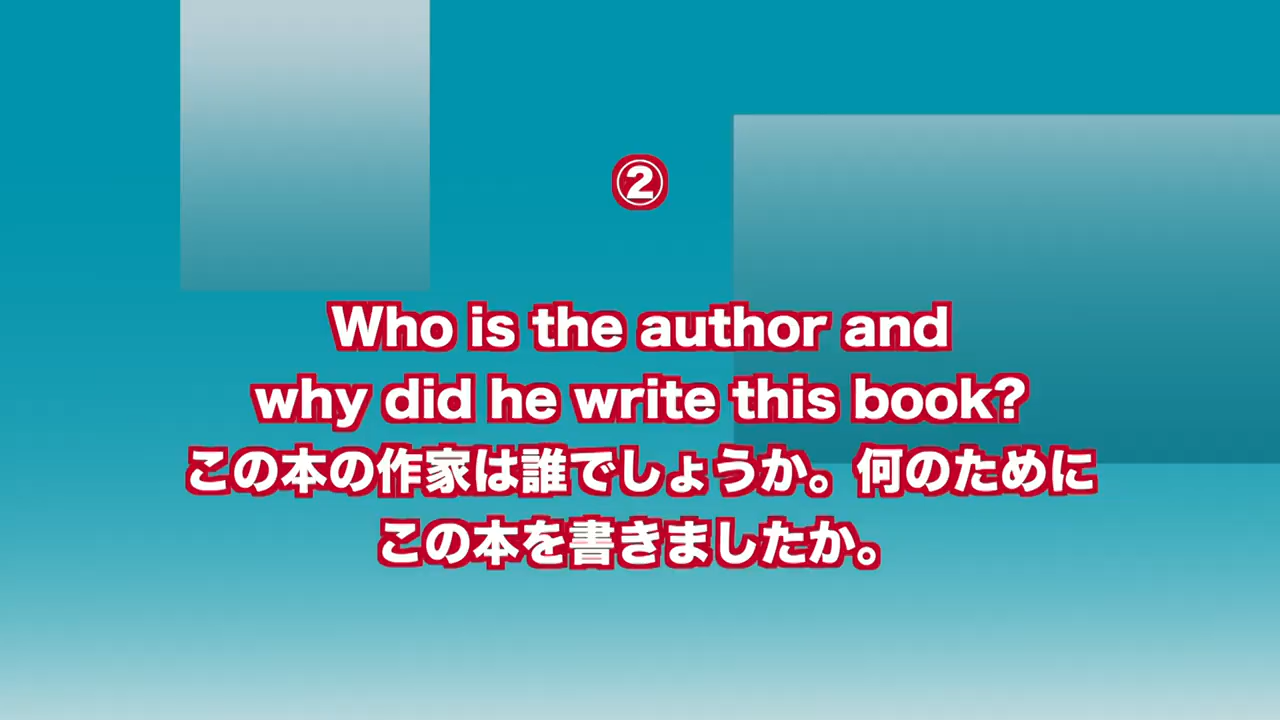 ②
Who is the author and
why did he write this book?
この本の作家は誰でしょうか。何のために
この本を書きましたか。